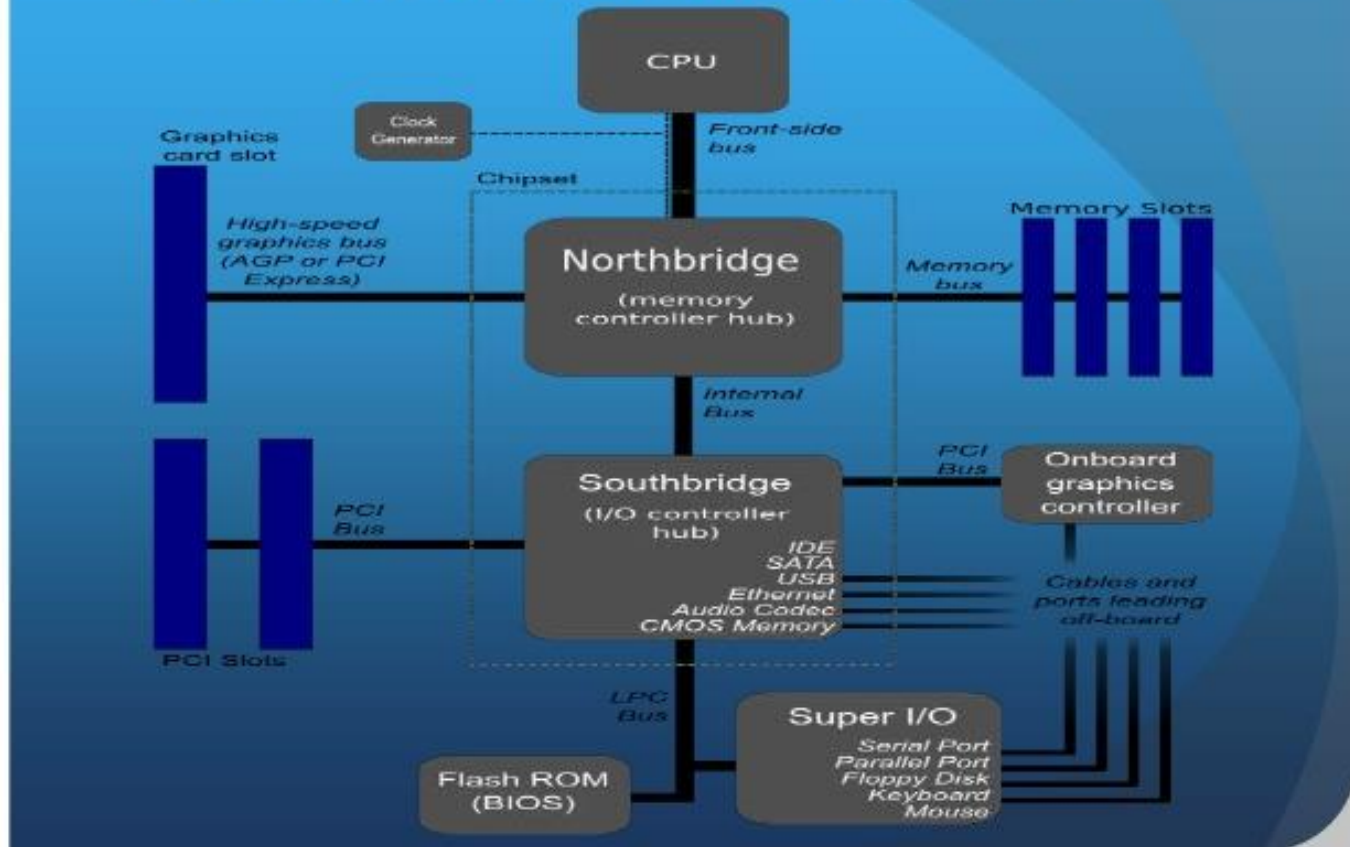 CPU
Clock
Generator
Front-side
bus
Graphics
card slot
Chipset
High-speed
graphics bus
(AGP or PCI
Express)
Northbridge
(memory
controller hub)
Memory Slots
Memory
bus
Internal
Bus
Southbridge
(I/O controller
hub)
IDE
SATA
USB
Ethernet
Audio Codec
CMOS Memory
PCI
Bus
Onboard
graphics
controller
PCI
Bus
PCI Slots
Cables and
ports leading
off-board
LPC
Bus
Super I/O
Serial Port
Parallel Port
Floppy Disk
Keyboard
Mouse
Flash ROM
(BIOS)